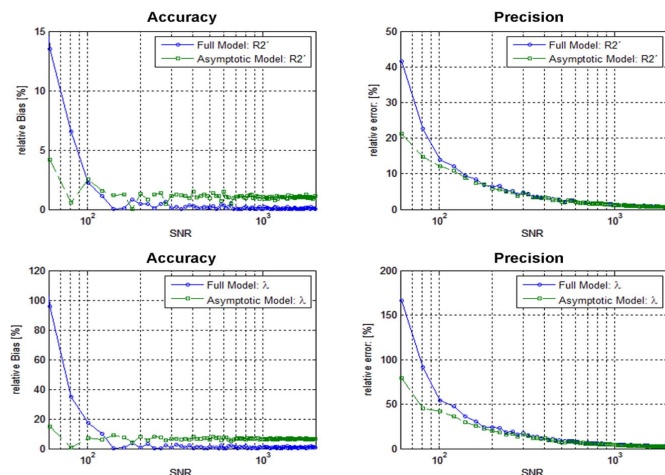 Accuracy
15
10
5
0
relative Bias [%]
10²
10³
SNR
Full Model: R2*
Asymptotic Model: R2*
Precision
50
40
30
20
10
0
relative error: [%]
10²
10³
SNR
Full Model: R2*
Asymptotic Model: R2*
Accuracy
120
100
80
60
40
20
0
relative Bias [%]
10²
10³
SNR
Full Model: λ
Asymptotic Model: λ
Precision
200
150
100
50
0
relative error: [%]
10²
10³
SNR
Full Model: λ
Asymptotic Model: λ